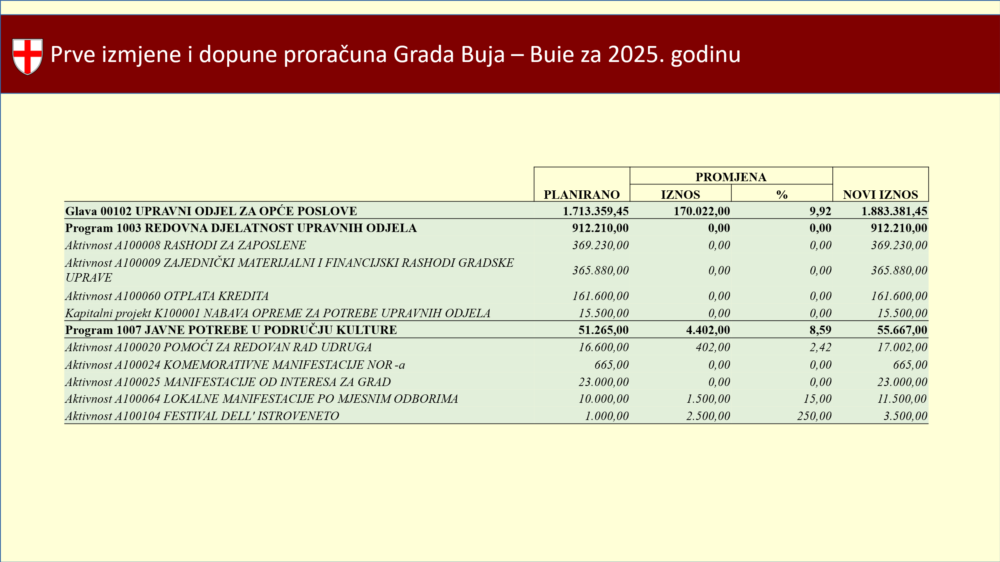 Prve izmjene i dopune proračuna Grada Buja – Buie za 2025. godinu
PROMJENA
PLANIRANO IZNOS % NOVI IZNOS
Glava 00102 UPRAVNI ODJEL ZA OPĆE POSLOVE 1.713.359,45 170.022,00 9,92 1.883.381,45
Program 1003 REDOVNA DJELATNOST UPRAVNIH ODJELA 912.210,00 0,00 0,00 912.210,00
Aktivnost A100008 RASHODI ZA ZAPOSLENE 369.230,00 0,00 0,00 369.230,00
Aktivnost A100009 ZAJEDNIČKI MATERIJALNI I FINANCIJSKI RASHODI GRADSKE
UPRAVE 365.880,00 0,00 0,00 365.880,00
Aktivnost A100060 OTPLATA KREDITA 161.600,00 0,00 0,00 161.600,00
Kapitalni projekt K100001 NABAVA OPREME ZA POTREBE UPRAVNIH ODJELA 15.500,00 0,00 0,00 15.500,00
Program 1007 JAVNE POTREBE U PODRUČJU KULTURE 51.265,00 4.402,00 8,59 55.667,00
Aktivnost A100020 POMOĆI ZA REDOVAN RAD UDRUGA 16.600,00 402,00 2,42 17.002,00
Aktivnost A100024 KOMEMORATIVNE MANIFESTACIJE NOR-a 665,00 0,00 0,00 665,00
Aktivnost A100025 MANIFESTACIJE OD INTERESA ZA GRAD 23.000,00 0,00 0,00 23.000,00
Aktivnost A100064 LOKALNE MANIFESTACIJE PO MJESNIM ODBORIMA 10.000,00 1.500,00 15,00 11.500,00
Aktivnost A100104 FESTIVAL DELL' ISTROVENETO 1.000,00 2.500,00 250,00 3.500,00